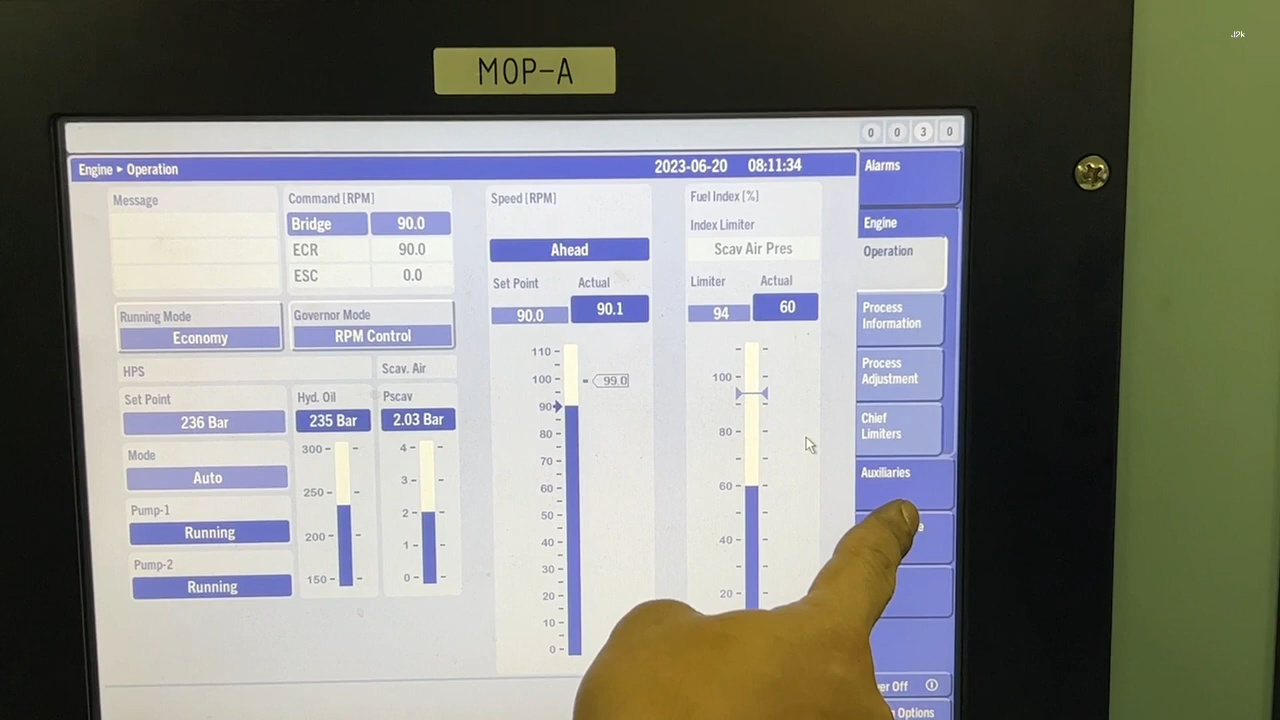 .12k
MOP-A
0 0 3 0
Engine ▸ Operation 2023-06-20 08:11:34
Alarms
Engine
Operation
Process
Information
Process
Adjustment
Chief
Limiters
Auxiliaries
Message
Command [RPM]
Bridge 90.0
ECR 90.0
ESC 0.0
Running Mode
Economy
Governor Mode
RPM Control
HPS
Scav. Air
Set Point
236 Bar
Hyd. Oil
235 Bar
Pscav
2.03 Bar
Mode
Auto
Pump-1
Running
Pump-2
Running
300
250
200
150
4
3
2
1
0
Speed [RPM]
Ahead
Set Point Actual
90.0 90.1
110
100
99.0
90
80
70
60
50
40
30
20
10
0
Fuel Index [%]
Index Limiter
Scav Air Pres
Limiter Actual
94 60
100
80
60
40
20
Off
Options